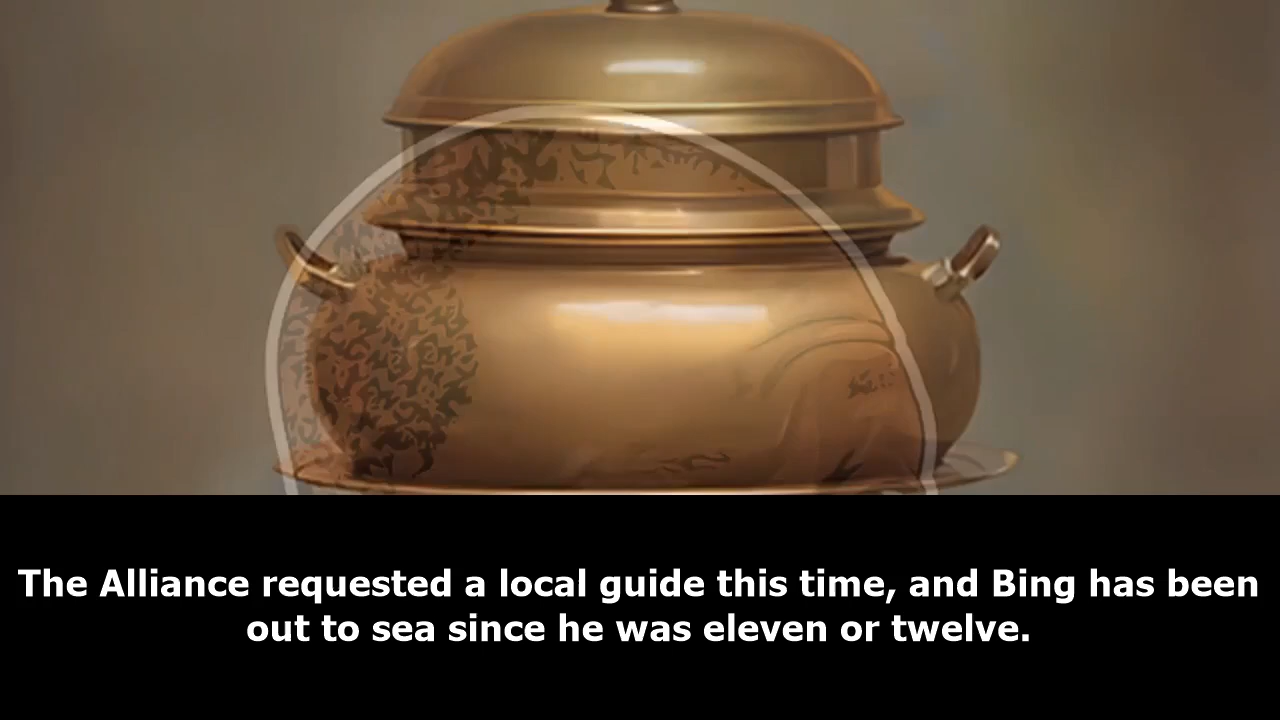 The Alliance requested a local guide this time, and Bing has been
out to sea since he was eleven or twelve.